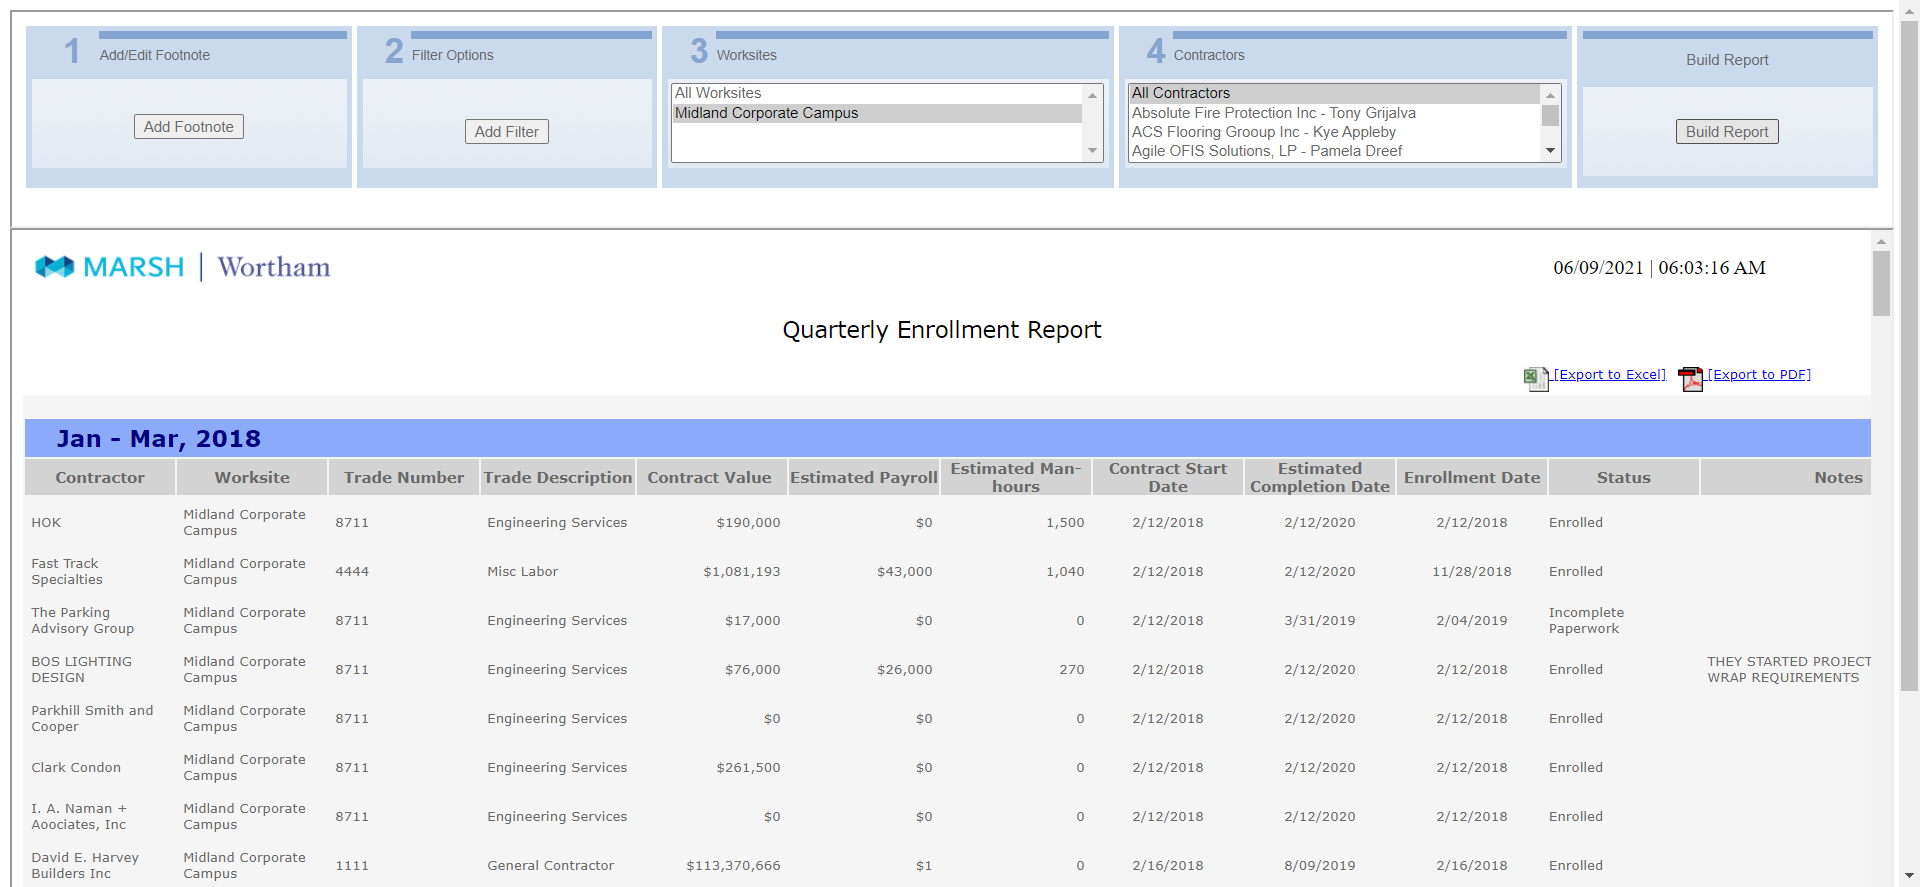 1 Add/Edit Footnote
Add Footnote
2 Filter Options
Add Filter
3 Worksites
All Worksites
Midland Corporate Campus
4 Contractors
All Contractors
Absolute Fire Protection Inc - Tony Grijalva
ACS Flooring Grooup Inc - Kye Appleby
Agile OFIS Solutions, LP - Pamela Dreef
Build Report
Build Report
MARSH | Wortham
06/09/2021 | 06:03:16 AM
Quarterly Enrollment Report
[Export to Excel] [Export to PDF]
Jan - Mar, 2018
Contractor Worksite Trade Number Trade Description Contract Value Estimated Payroll Estimated Man-hours Contract Start Date Estimated Completion Date Enrollment Date Status Notes
HOK Midland Corporate Campus 8711 Engineering Services $190,000 $0 1,500 2/12/2018 2/12/2020 2/12/2018 Enrolled
Fast Track Specialties Midland Corporate Campus 4444 Misc Labor $1,081,193 $43,000 1,040 2/12/2018 2/12/2020 11/28/2018 Enrolled
The Parking Advisory Group Midland Corporate Campus 8711 Engineering Services $17,000 $0 0 2/12/2018 3/31/2019 2/04/2019 Incomplete Paperwork
BOS LIGHTING DESIGN Midland Corporate Campus 8711 Engineering Services $76,000 $26,000 270 2/12/2018 2/12/2020 2/12/2018 Enrolled THEY STARTED PROJECT WRAP REQUIREMENTS
Parkhill Smith and Cooper Midland Corporate Campus 8711 Engineering Services $0 $0 0 2/12/2018 2/12/2020 2/12/2018 Enrolled
Clark Condon Midland Corporate Campus 8711 Engineering Services $261,500 $0 0 2/12/2018 2/12/2020 2/12/2018 Enrolled
I. A. Naman + Aoociates, Inc Midland Corporate Campus 8711 Engineering Services $0 $0 0 2/12/2018 2/12/2020 2/12/2018 Enrolled
David E. Harvey Builders Inc Midland Corporate Campus 1111 General Contractor $113,370,666 $1 0 2/16/2018 8/09/2019 2/16/2018 Enrolled